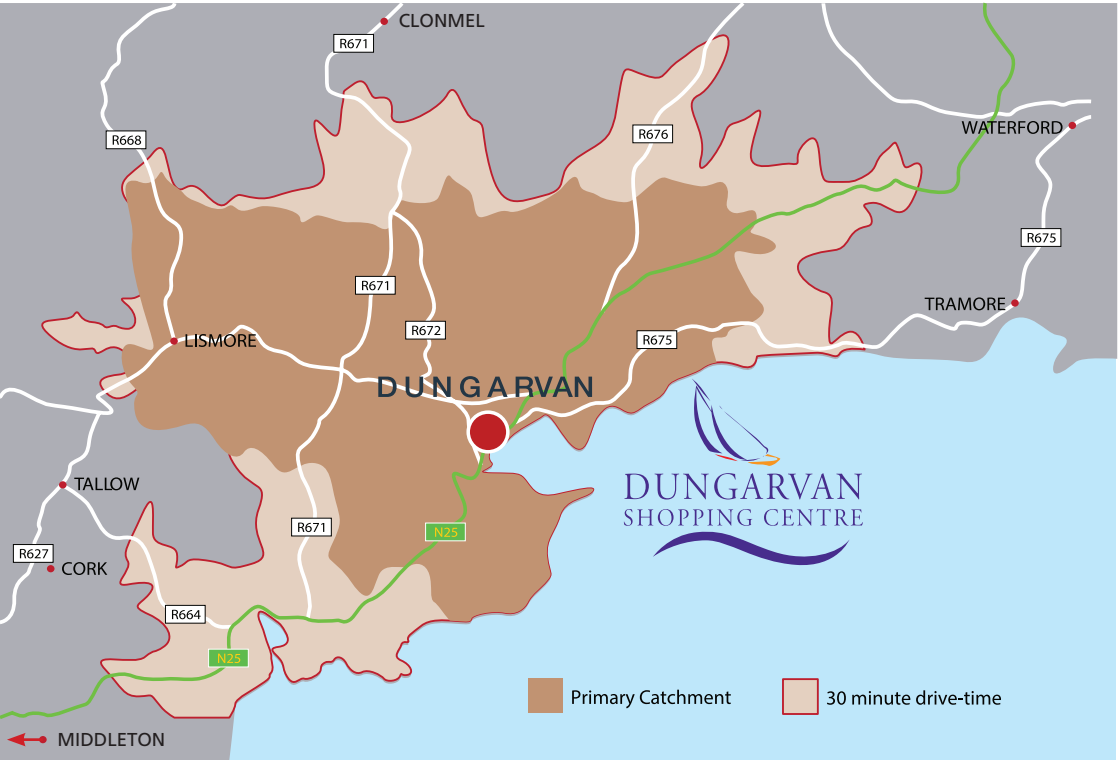 CLONMEL
R671
R676
WATERFORD
R668
R675
R671
TRAMORE
R672
LISMORE
R675
DUNGARVAN
TALLOW
DUNGARVAN
SHOPPING CENTRE
R671
N25
R627
CORK
R664
N25
Primary Catchment
30 minute drive-time
MIDDLETON